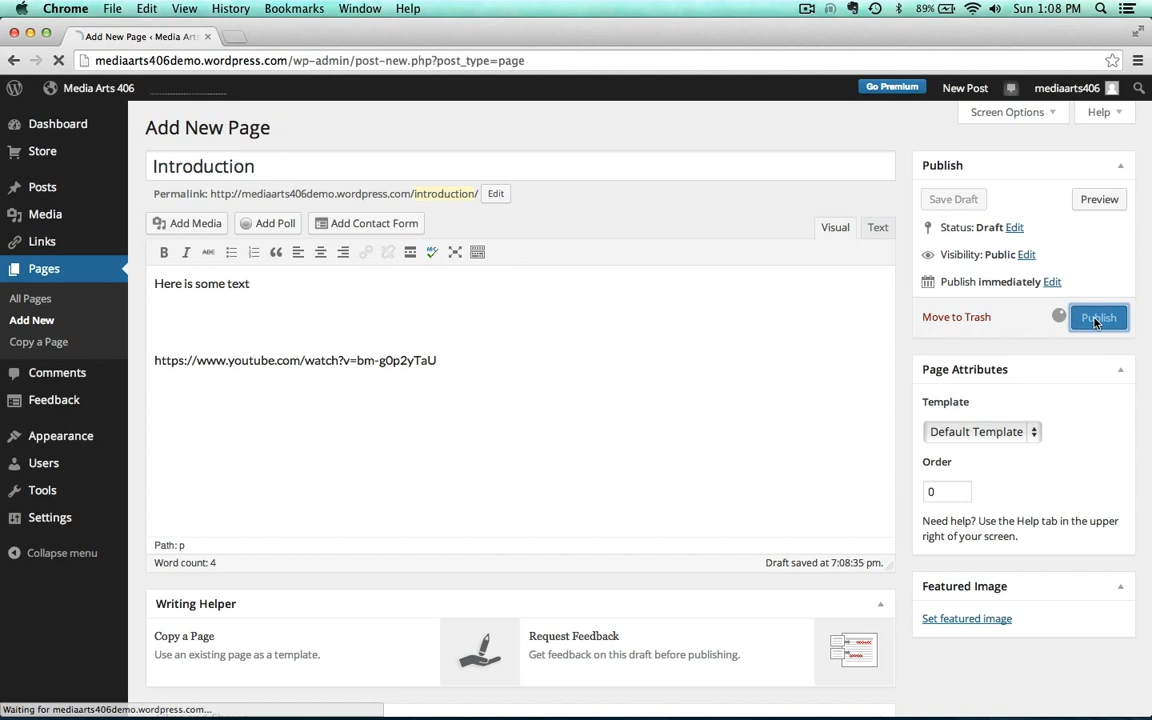 Chrome File Edit View History Bookmarks Window Help 89% Sun 1:08 PM
Add New Page ‹ Media Arts
mediaarts406demo.wordpress.com/wp-admin/post-new.php?post_type=page
Media Arts 406 Go Premium New Post mediaarts406
Screen Options Help
Dashboard
Store
Posts
Media
Links
Pages
All Pages
Add New
Copy a Page
Comments
Feedback
Appearance
Users
Tools
Settings
Collapse menu
Add New Page
Introduction
Permalink: http://mediaarts406demo.wordpress.com/introduction/ Edit
Add Media Add Poll Add Contact Form Visual Text
B I ABC
Here is some text
https://www.youtube.com/watch?v=bm-g0p2yTaU
Path: p
Word count: 4 Draft saved at 7:08:35 pm.
Writing Helper
Copy a Page
Use an existing page as a template.
Request Feedback
Get feedback on this draft before publishing.
Publish
Save Draft Preview
Status: Draft Edit
Visibility: Public Edit
Publish immediately Edit
Move to Trash Publish
Page Attributes
Template
Default Template
Order
0
Need help? Use the Help tab in the upper
right of your screen.
Featured Image
Set featured image
Waiting for mediaarts406demo.wordpress.com...